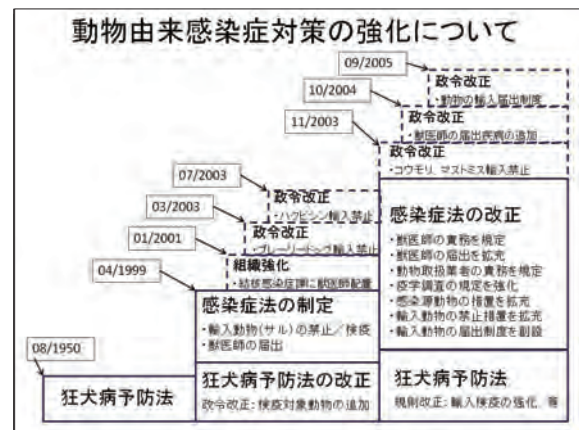 動物由来感染症対策の強化について
09/2005
政令改正
・動物の輸入届出制度
10/2004
政令改正
・獣医師の届出疾病の追加
11/2003
政令改正
・コウモリ、マストミス輸入禁止
07/2003
政令改正
・ハクビシン輸入禁止
03/2003
政令改正
・プレーリードッグ輸入禁止
01/2001
組織強化
・結核感染症課に獣医師配置
04/1999
感染症法の制定
・輸入動物(サル)の禁止/検疫
・獣医師の届出
感染症法の改正
・獣医師の責務を規定
・獣医師の届出を拡充
・動物取扱業者の責務を規定
・疫学調査の規定を強化
・感染源動物の措置を拡充
・輸入動物の禁止措置を拡充
・輸入動物の届出制度を創設
08/1950
狂犬病予防法
狂犬病予防法の改正
政令改正: 検疫対象動物の追加
狂犬病予防法
規則改正: 輸入検疫の強化、等